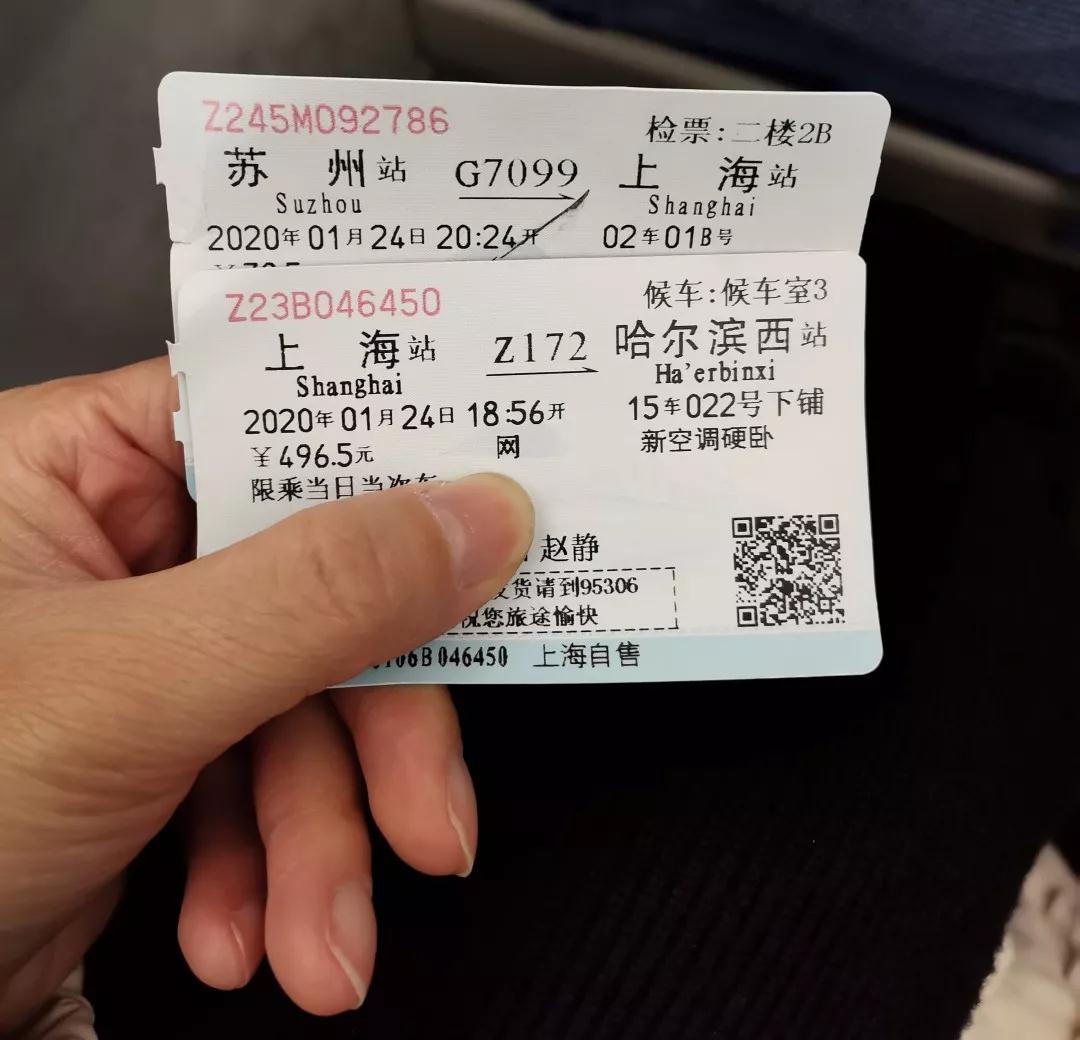 Z245M092786 检票:二楼2B
苏州站 G7099 上海站
Suzhou Shanghai
2020年01月24日 20:24开 02车01B号
Z23B046450 候车:候车室3
上海站 Z172 哈尔滨西站
Shanghai Ha'erbinxi
2020年01月24日 18:56开 15车022号下铺
￥496.5元 网 新空调硬卧
限乘当日当次车
赵静
发货请到95306
祝您旅途愉快
0106B046450 上海自售